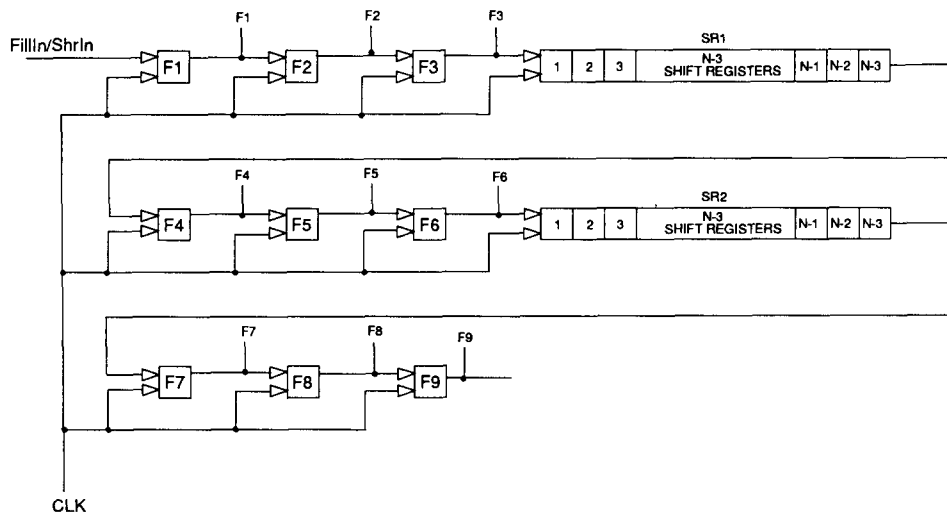 F1 F2 F3
SR1
FillIn/ShrIn
F1 F2 F3 1 2 3 N-3 SHIFT REGISTERS N-1 N-2 N-3
F4 F5 F6
SR2
F4 F5 F6 1 2 3 N-3 SHIFT REGISTERS N-1 N-2 N-3
F7 F8 F9
F7 F8 F9
CLK